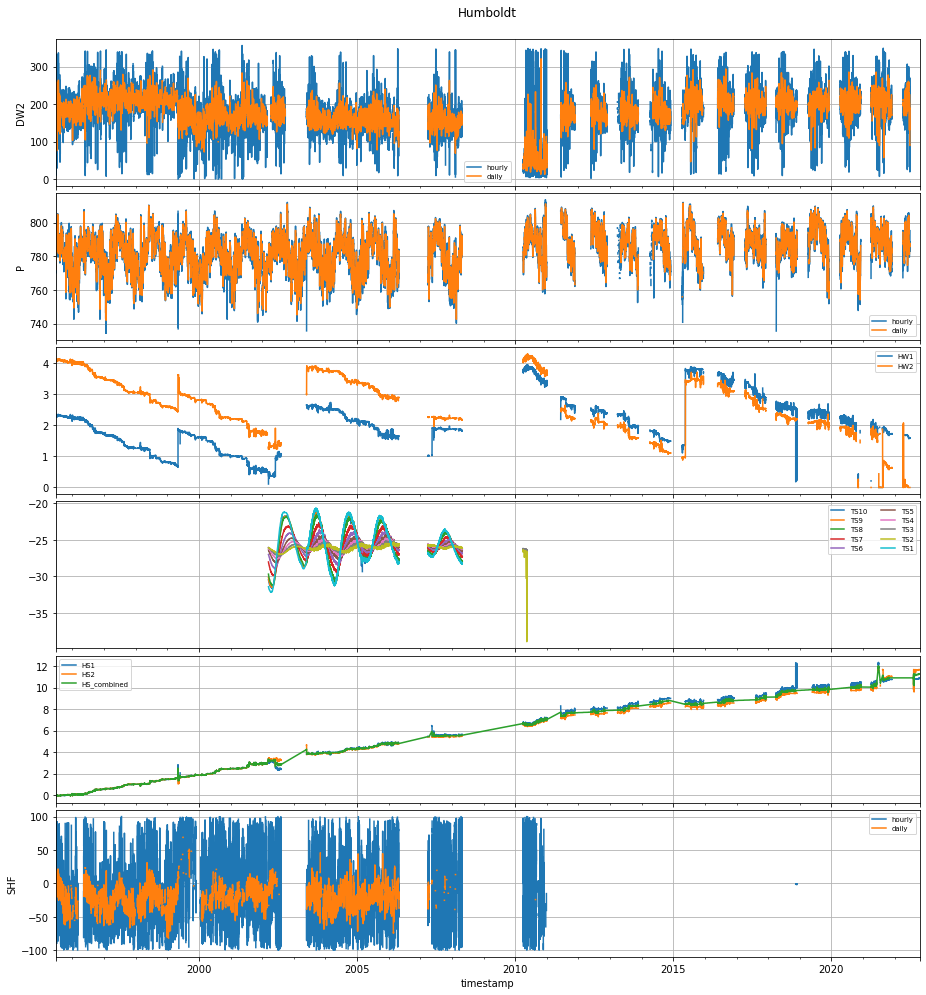 Humboldt
300
200
100
0
DW2
hourly
daily
800
780
760
740
P
hourly
daily
4
3
2
1
0
HW1
HW2
−20
−25
−30
−35
TS10 TS5
TS9 TS4
TS8 TS3
TS7 TS2
TS6 TS1
12
10
8
6
4
2
0
HS1
HS2
HS_combined
100
50
0
−50
−100
SHF
hourly
daily
2000 2005 2010 2015 2020
timestamp